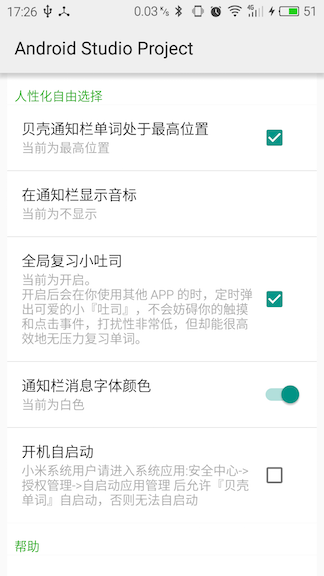 17:26 0.03 K/s 4G 51
Android Studio Project
人性化自由选择
贝壳通知栏单词处于最高位置
当前为最高位置
在通知栏显示音标
当前为不显示
全局复习小吐司
当前为开启。
开启后会在你使用其他 APP 的时，定时弹
出可爱的小『吐司』，不会妨碍你的触摸
和点击事件，打扰性非常低，但却能很高
效地无压力复习单词。
通知栏消息字体颜色
当前为白色
开机自启动
小米系统用户请进入系统应用:安全中心->
授权管理->自启动应用管理 后允许『贝壳
单词』自启动，否则无法自启动
帮助